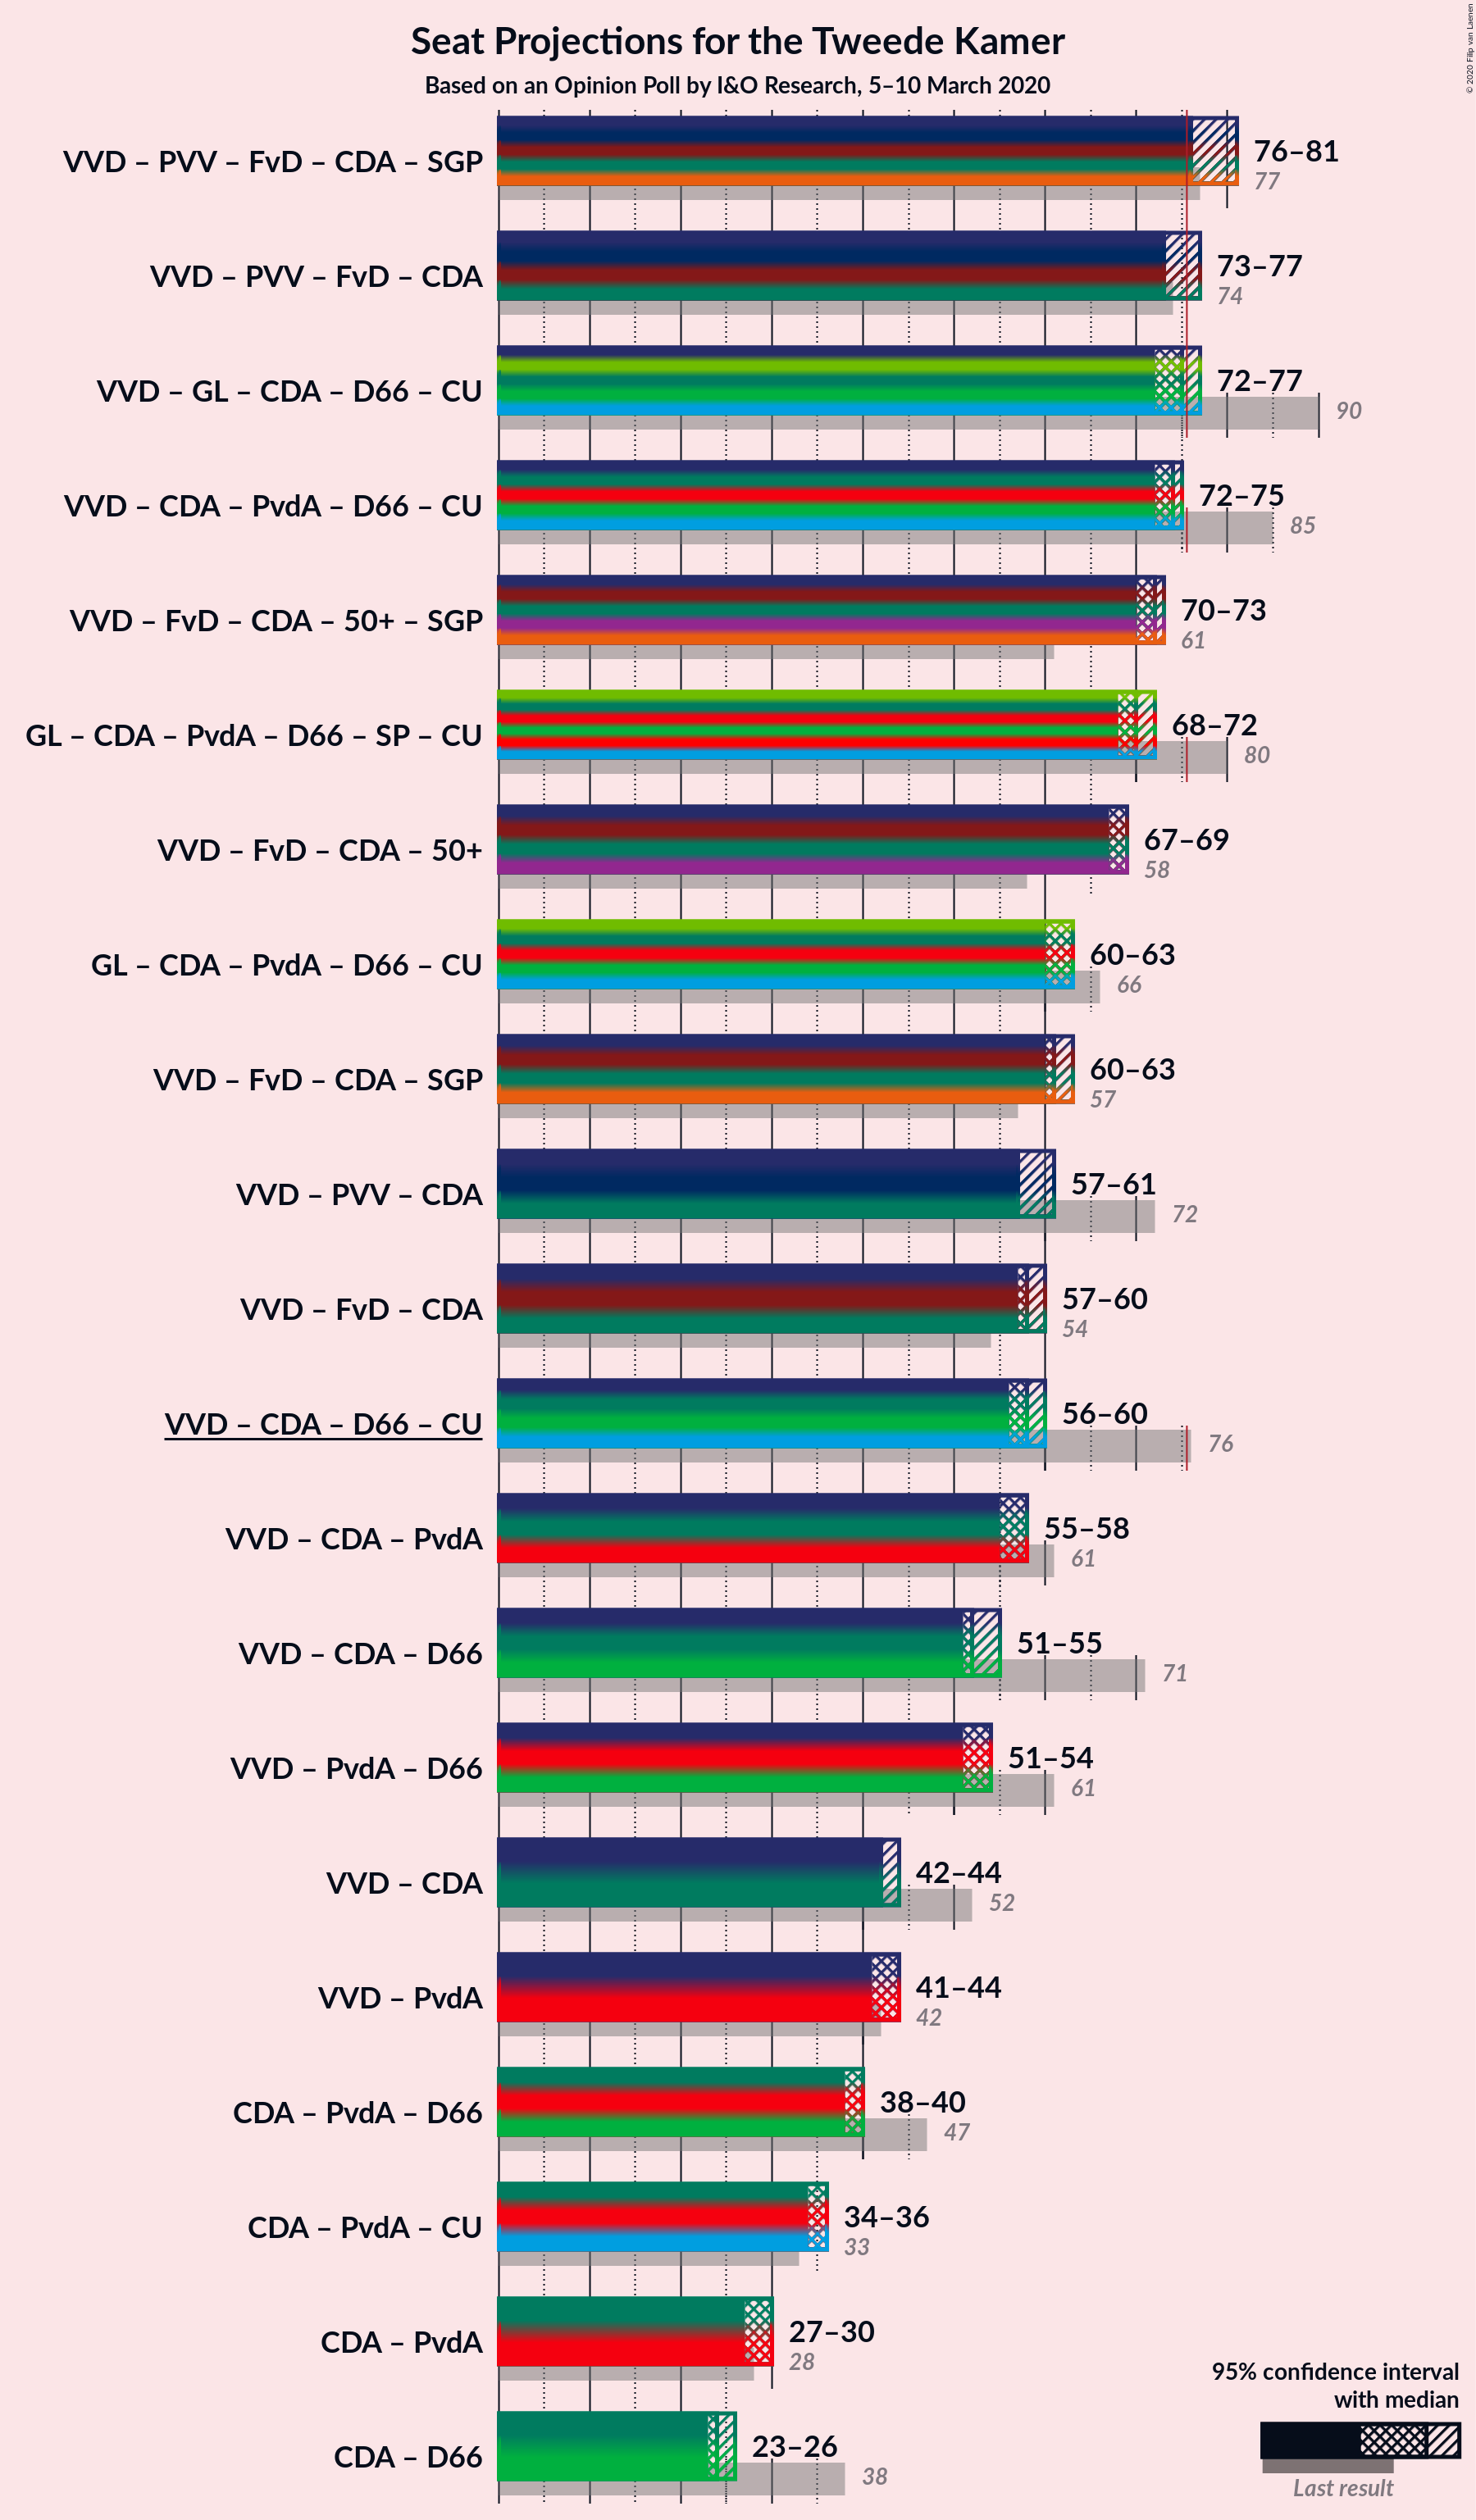 Seat Projections for the Tweede Kamer
Based on an Opinion Poll by I&O Research, 5–10 March 2020
© 2020 Filip van Laenen
VVD – PVV – FvD – CDA – SGP
76–81
77
VVD – PVV – FvD – CDA
73–77
74
VVD – GL – CDA – D66 – CU
72–77
90
VVD – CDA – PvdA – D66 – CU
72–75
85
VVD – FvD – CDA – 50+ – SGP
70–73
61
GL – CDA – PvdA – D66 – SP – CU
68–72
80
VVD – FvD – CDA – 50+
67–69
58
GL – CDA – PvdA – D66 – CU
60–63
66
VVD – FvD – CDA – SGP
60–63
57
VVD – PVV – CDA
57–61
72
VVD – FvD – CDA
57–60
54
VVD – CDA – D66 – CU
56–60
76
VVD – CDA – PvdA
55–58
61
VVD – CDA – D66
51–55
71
VVD – PvdA – D66
51–54
61
VVD – CDA
42–44
52
VVD – PvdA
41–44
42
CDA – PvdA – D66
38–40
47
CDA – PvdA – CU
34–36
33
CDA – PvdA
27–30
28
CDA – D66
23–26
38
95% confidence interval
with median
Last result